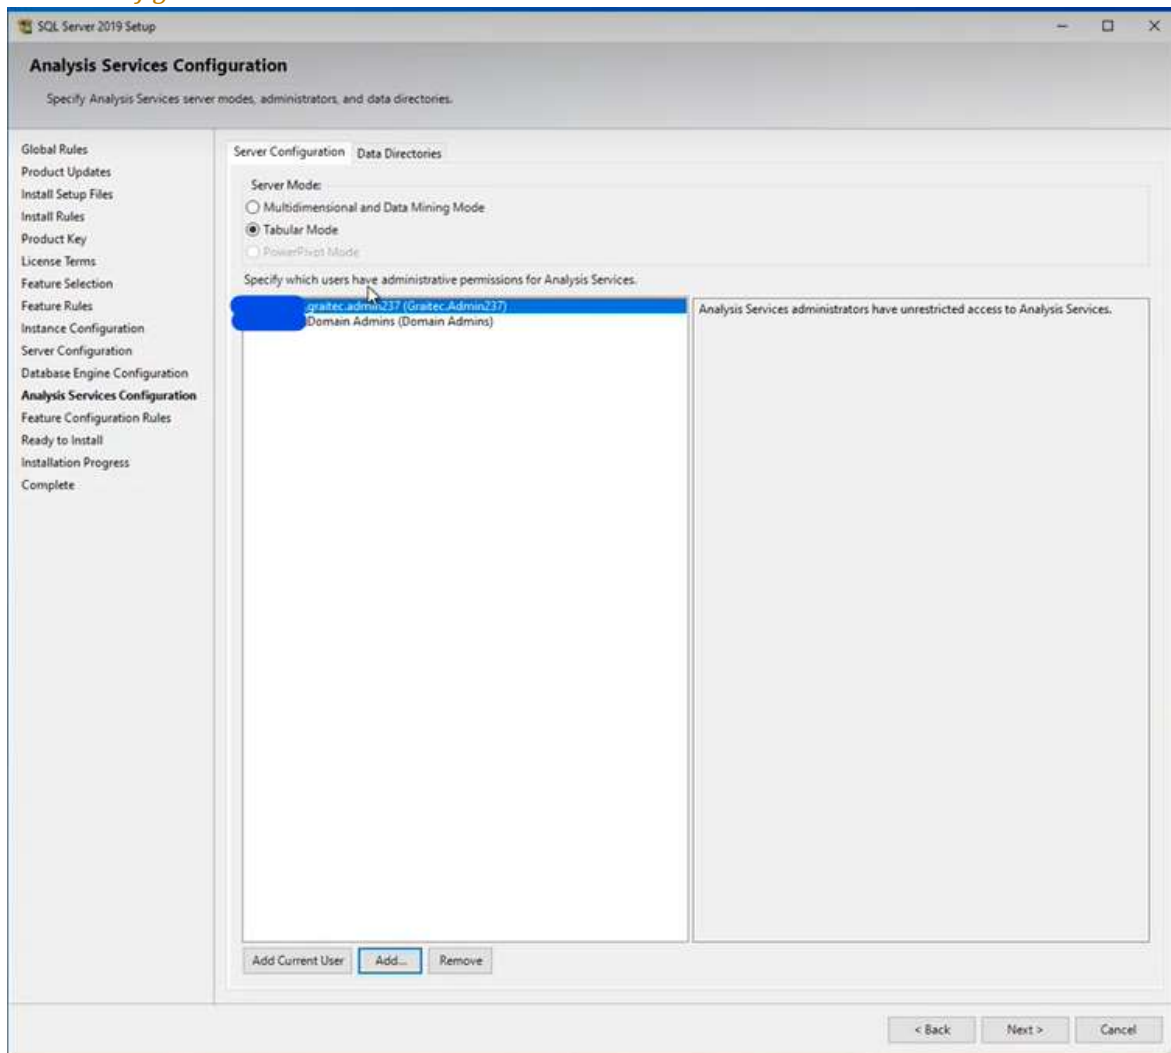 SQL Server 2019 Setup
Analysis Services Configuration
Specify Analysis Services server modes, administrators, and data directories.
Global Rules
Product Updates
Install Setup Files
Install Rules
Product Key
License Terms
Feature Selection
Feature Rules
Instance Configuration
Server Configuration
Database Engine Configuration
Analysis Services Configuration
Feature Configuration Rules
Ready to Install
Installation Progress
Complete
Server Configuration Data Directories
Server Mode:
Multidimensional and Data Mining Mode
Tabular Mode
PowerPivot Mode
Specify which users have administrative permissions for Analysis Services.
graitec.admin237 (Graitec.Admin237)
Domain Admins (Domain Admins)
Analysis Services administrators have unrestricted access to Analysis Services.
Add Current User Add... Remove
< Back Next > Cancel